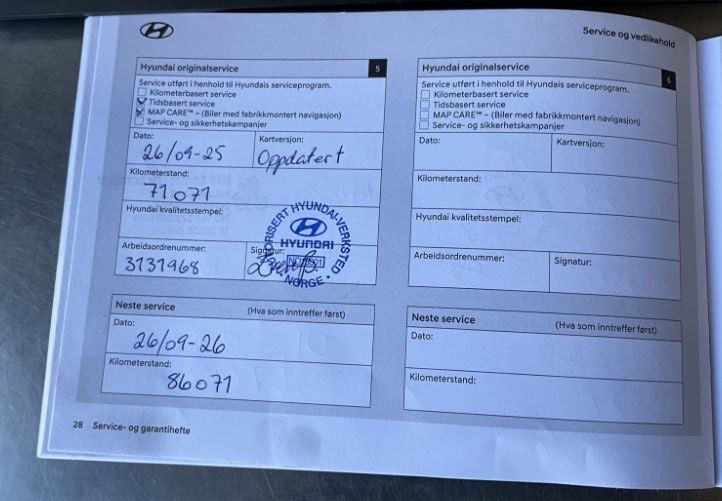 Service og vedlikehold
Hyundai originalservice 5
Service utført i henhold til Hyundais serviceprogram.
Kilometerbasert service
Tidsbasert service
MAP CARE™ – (Biler med fabrikkmontert navigasjon)
Service- og sikkerhetskampanjer
Dato: Kartversjon:
26/09-25 Oppdatert
Kilometerstand:
71071
Hyundai kvalitetsstempel:
HYUNDAI
NORGE
Arbeidsordrenummer: Signatur:
3131968
Neste service (Hva som inntreffer først)
Dato:
26/09-26
Kilometerstand:
86071
Hyundai originalservice 6
Service utført i henhold til Hyundais serviceprogram.
Kilometerbasert service
Tidsbasert service
MAP CARE™ – (Biler med fabrikkmontert navigasjon)
Service- og sikkerhetskampanjer
Dato: Kartversjon:
Kilometerstand:
Hyundai kvalitetsstempel:
Arbeidsordrenummer: Signatur:
Neste service (Hva som inntreffer først)
Dato:
Kilometerstand:
28 Service- og garantihefte